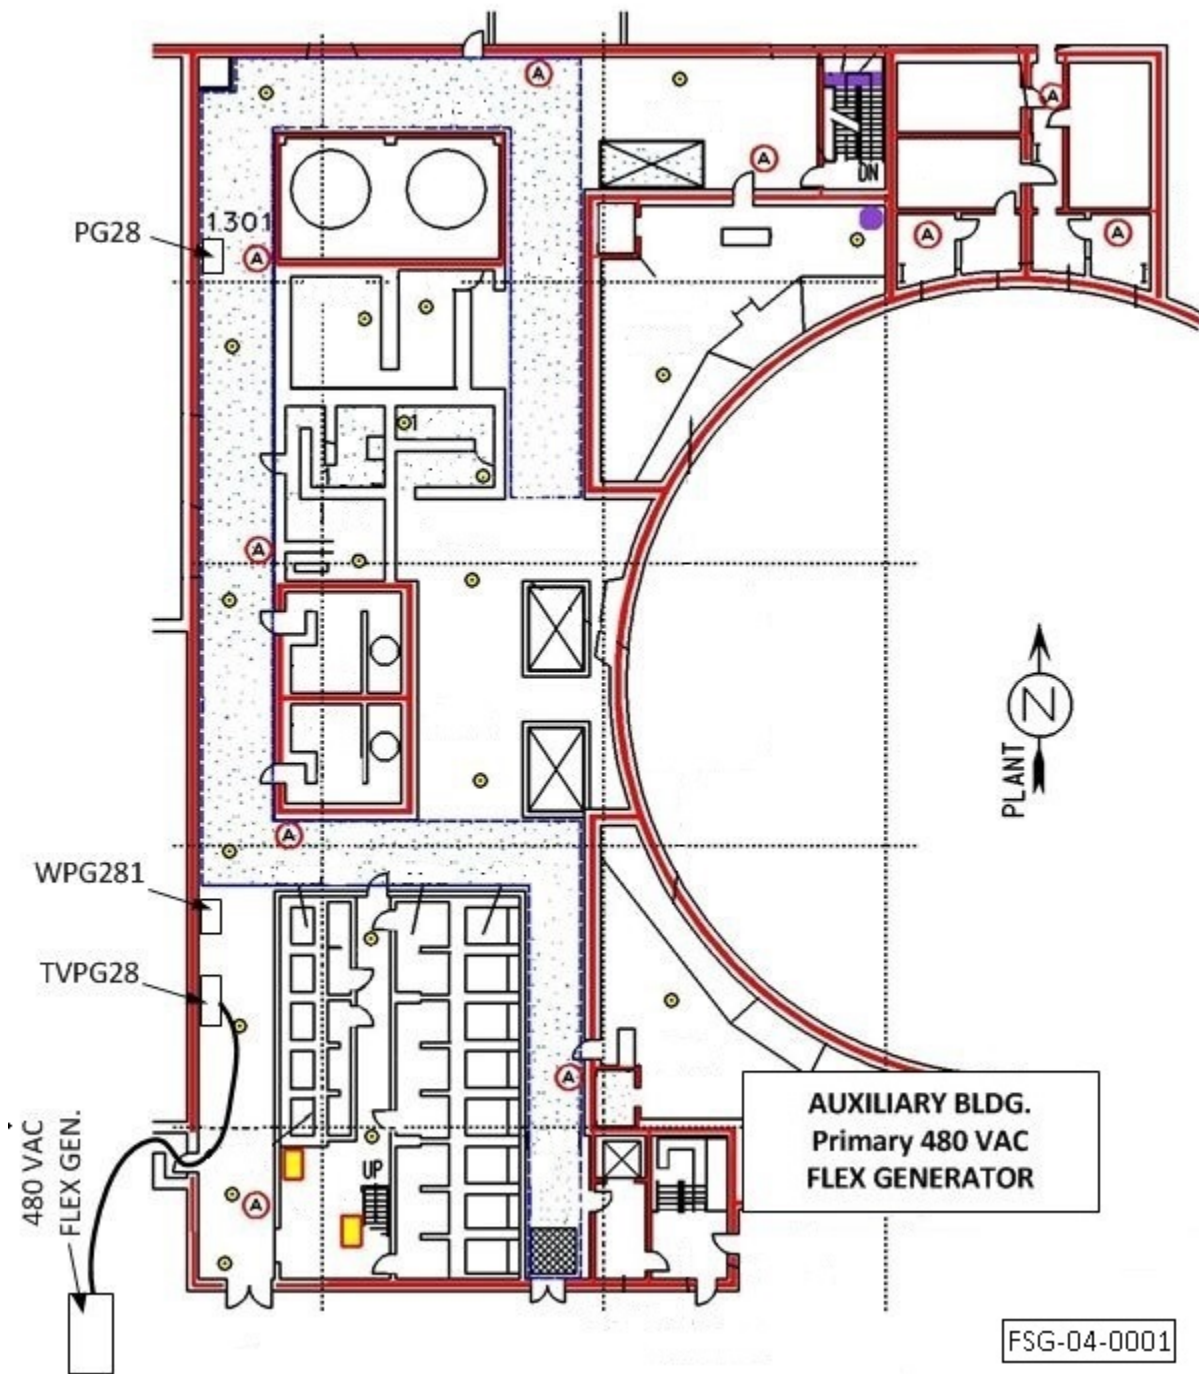 A
A
A
DN
1301
PG28
A
A
A
1
A
PLANT
N
A
WPG281
TVPG28
A
480 VAC
FLEX GEN.
UP
A
AUXILIARY BLDG.
Primary 480 VAC
FLEX GENERATOR
FSG-04-0001